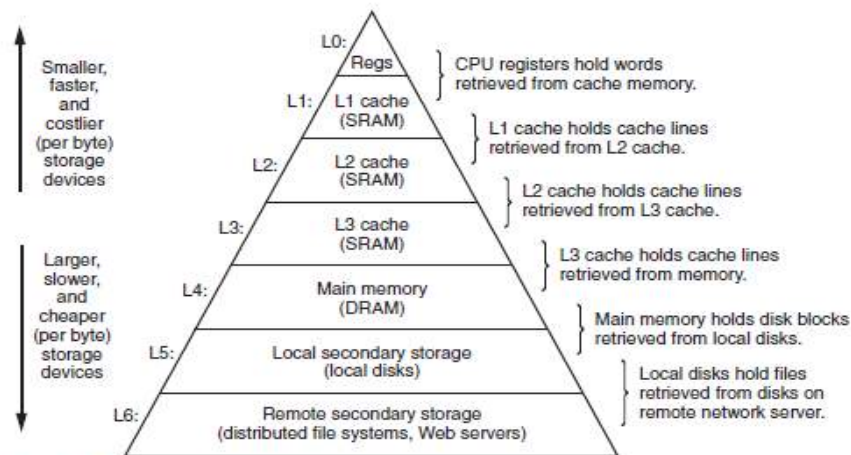 Smaller,
faster,
and
costlier
(per byte)
storage
devices
Larger,
slower,
and
cheaper
(per byte)
storage
devices
L0:
Regs
L1:
L1 cache
(SRAM)
L2:
L2 cache
(SRAM)
L3:
L3 cache
(SRAM)
L4:
Main memory
(DRAM)
L5:
Local secondary storage
(local disks)
L6:
Remote secondary storage
(distributed file systems, Web servers)
CPU registers hold words
retrieved from cache memory.
L1 cache holds cache lines
retrieved from L2 cache.
L2 cache holds cache lines
retrieved from L3 cache.
L3 cache holds cache lines
retrieved from memory.
Main memory holds disk blocks
retrieved from local disks.
Local disks hold files
retrieved from disks on
remote network server.